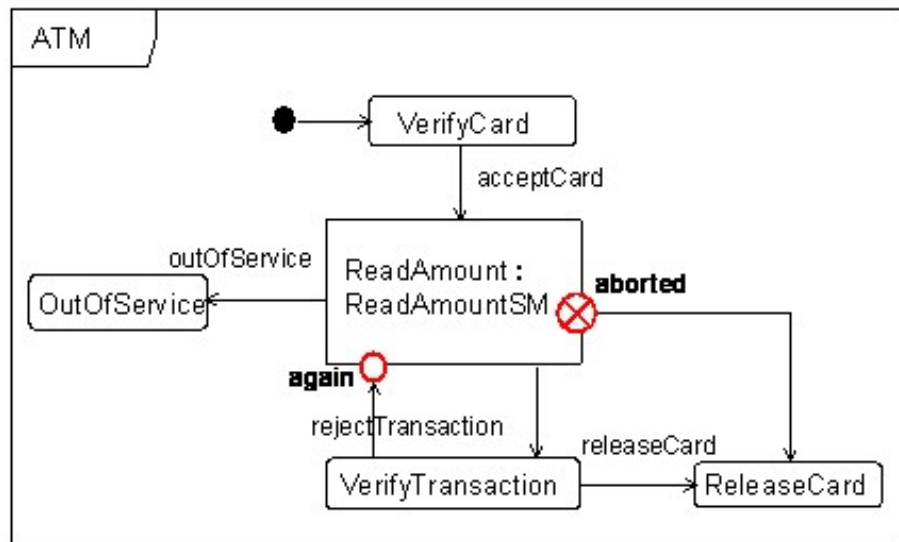 ATM
VerifyCard
acceptCard
outOfService
ReadAmount :
ReadAmountSM
aborted
OutOfService
again
rejectTransaction
releaseCard
VerifyTransaction
ReleaseCard